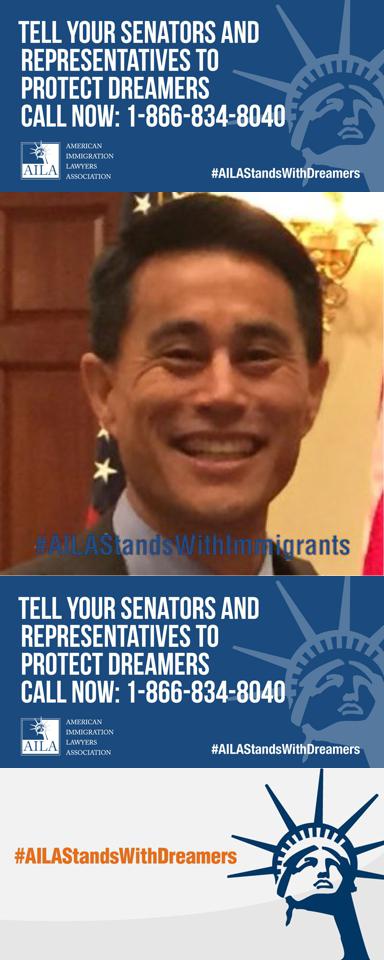 TELL YOUR SENATORS AND
REPRESENTATIVES TO
PROTECT DREAMERS
CALL NOW: 1-866-834-8040
AILA
AMERICAN
IMMIGRATION
LAWYERS
ASSOCIATION
#AILAStandsWithDreamers
#AILAStandsWithImmigrants
TELL YOUR SENATORS AND
REPRESENTATIVES TO
PROTECT DREAMERS
CALL NOW: 1-866-834-8040
AILA
AMERICAN
IMMIGRATION
LAWYERS
ASSOCIATION
#AILAStandsWithDreamers
#AILAStandsWithDreamers